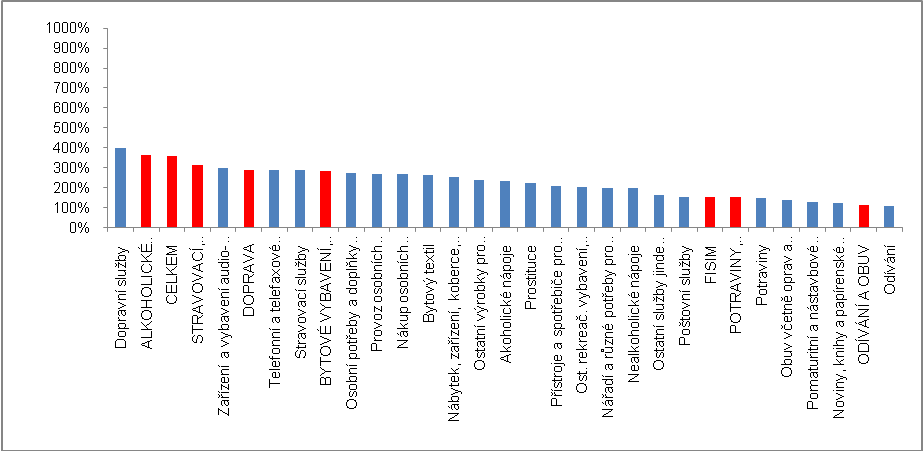 1000%
900%
800%
700%
600%
500%
400%
300%
200%
100%
0%
Dopravní služby
ALKOHOLICKÉ..
CELKEM
STRAVOVACÍ,..
Zařízení a vybavení audio-..
DOPRAVA
Telefonní a telefaxové..
Stravovací služby
BYTOVÉ VYBAVENÍ,..
Osobní potřeby a doplňky..
Provoz osobních..
Nákup osobních..
Bytový textil
Nábytek, zařízení, koberce,..
Ostatní výrobky pro..
Akoholické nápoje
Prostituce
Přístroje a spotřebiče pro..
Ost. rekreač. vybavení,..
Nářadí a různé potřeby pro..
Nealkoholické nápoje
Ostatní služby jinde..
Poštovní služby
FISIM
POTRAVINY ,..
Potraviny
Obuv včetně oprav a..
Pomaturitní a nástavbové..
Noviny, knihy a papírenské..
ODÍVÁNÍ A OBUV
Odívání